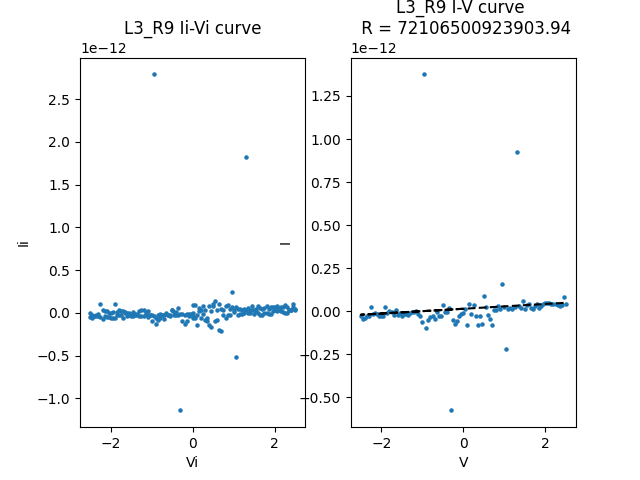 L3_R9 Ii-Vi curve
L3_R9 I-V curve
R = 72106500923903.94
1e−12
1e−12
2.5
2.0
1.5
1.0
0.5
0.0
−0.5
−1.0
Ii
−2
0
2
Vi
1.25
1.00
0.75
0.50
0.25
0.00
−0.25
−0.50
I
−2
0
2
V